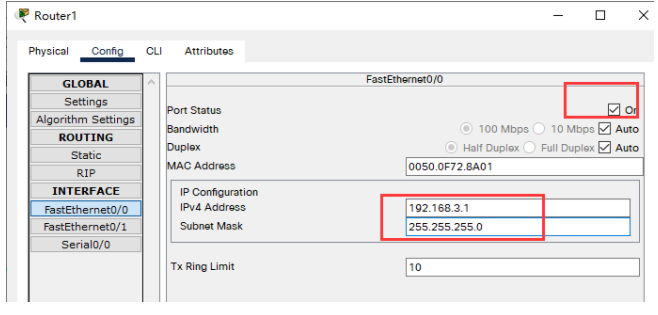 Router1
Physical Config CLI Attributes
GLOBAL
Settings
Algorithm Settings
ROUTING
Static
RIP
INTERFACE
FastEthernet0/0
FastEthernet0/1
Serial0/0
FastEthernet0/0
Port Status On
Bandwidth 100 Mbps 10 Mbps Auto
Duplex Half Duplex Full Duplex Auto
MAC Address 0050.0F72.8A01
IP Configuration
IPv4 Address 192.168.3.1
Subnet Mask 255.255.255.0
Tx Ring Limit 10